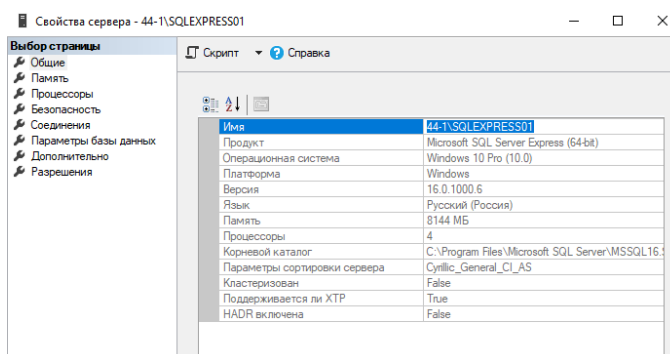 Свойства сервера - 44-1\SQLEXPRESS01
Выбор страницы
Общие
Память
Процессоры
Безопасность
Соединения
Параметры базы данных
Дополнительно
Разрешения
Скрипт Справка
Имя 44-1\SQLEXPRESS01
Продукт Microsoft SQL Server Express (64-bit)
Операционная система Windows 10 Pro (10.0)
Платформа Windows
Версия 16.0.1000.6
Язык Русский (Россия)
Память 8144 МБ
Процессоры 4
Корневой каталог C:\Program Files\Microsoft SQL Server\MSSQL16.
Параметры сортировки сервера Cyrillic_General_CI_AS
Кластеризован False
Поддерживается ли XTP True
HADR включена False